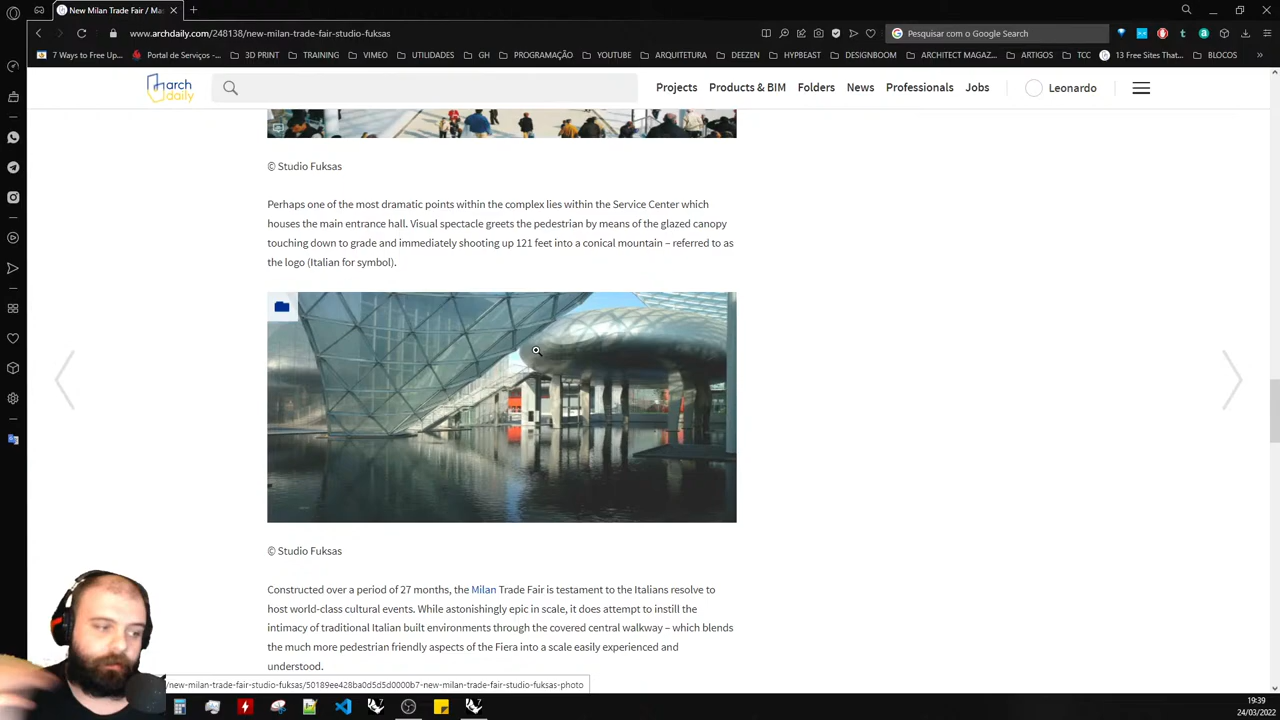 New Milan Trade Fair / Ma
www.archdaily.com/248138/new-milan-trade-fair-studio-fuksas
Pesquisar com o Google Search
7 Ways to Free Up...
Portal de Serviços -...
3D PRINT
TRAINING
VIMEO
UTILIDADES
GH
PROGRAMAÇÃO
YOUTUBE
ARQUITETURA
DEEZEN
HYPBEAST
DESIGNBOOM
ARCHITECT MAGAZ...
ARTIGOS
TCC
13 Free Sites That...
BLOCOS
arch
daily
Projects
Products & BIM
Folders
News
Professionals
Jobs
Leonardo
© Studio Fuksas
Perhaps one of the most dramatic points within the complex lies within the Service Center which
houses the main entrance hall. Visual spectacle greets the pedestrian by means of the glazed canopy
touching down to grade and immediately shooting up 121 feet into a conical mountain – referred to as
the logo (Italian for symbol).
© Studio Fuksas
Constructed over a period of 27 months, the Milan Trade Fair is testament to the Italians resolve to
host world-class cultural events. While astonishingly epic in scale, it does attempt to instill the
intimacy of traditional Italian built environments through the covered central walkway – which blends
the much more pedestrian friendly aspects of the Fiera into a scale easily experienced and
understood.
/new-milan-trade-fair-studio-fuksas/50189ee428ba0d5d5d0000b7-new-milan-trade-fair-studio-fuksas-photo
19:39
24/03/2022